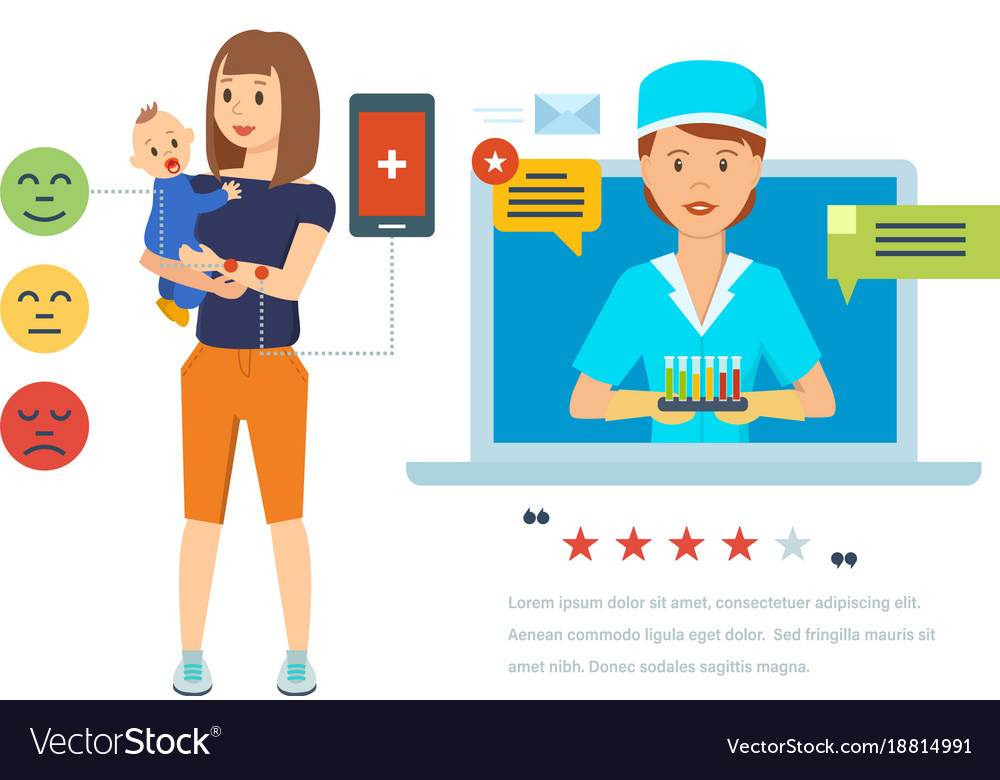 Lorem ipsum dolor sit amet, consectetuer adipiscing elit.
Aenean commodo ligula eget dolor. Sed fringilla mauris sit
amet nibh. Donec sodales sagittis magna.
VectorStock®
VectorStock.com/18814991